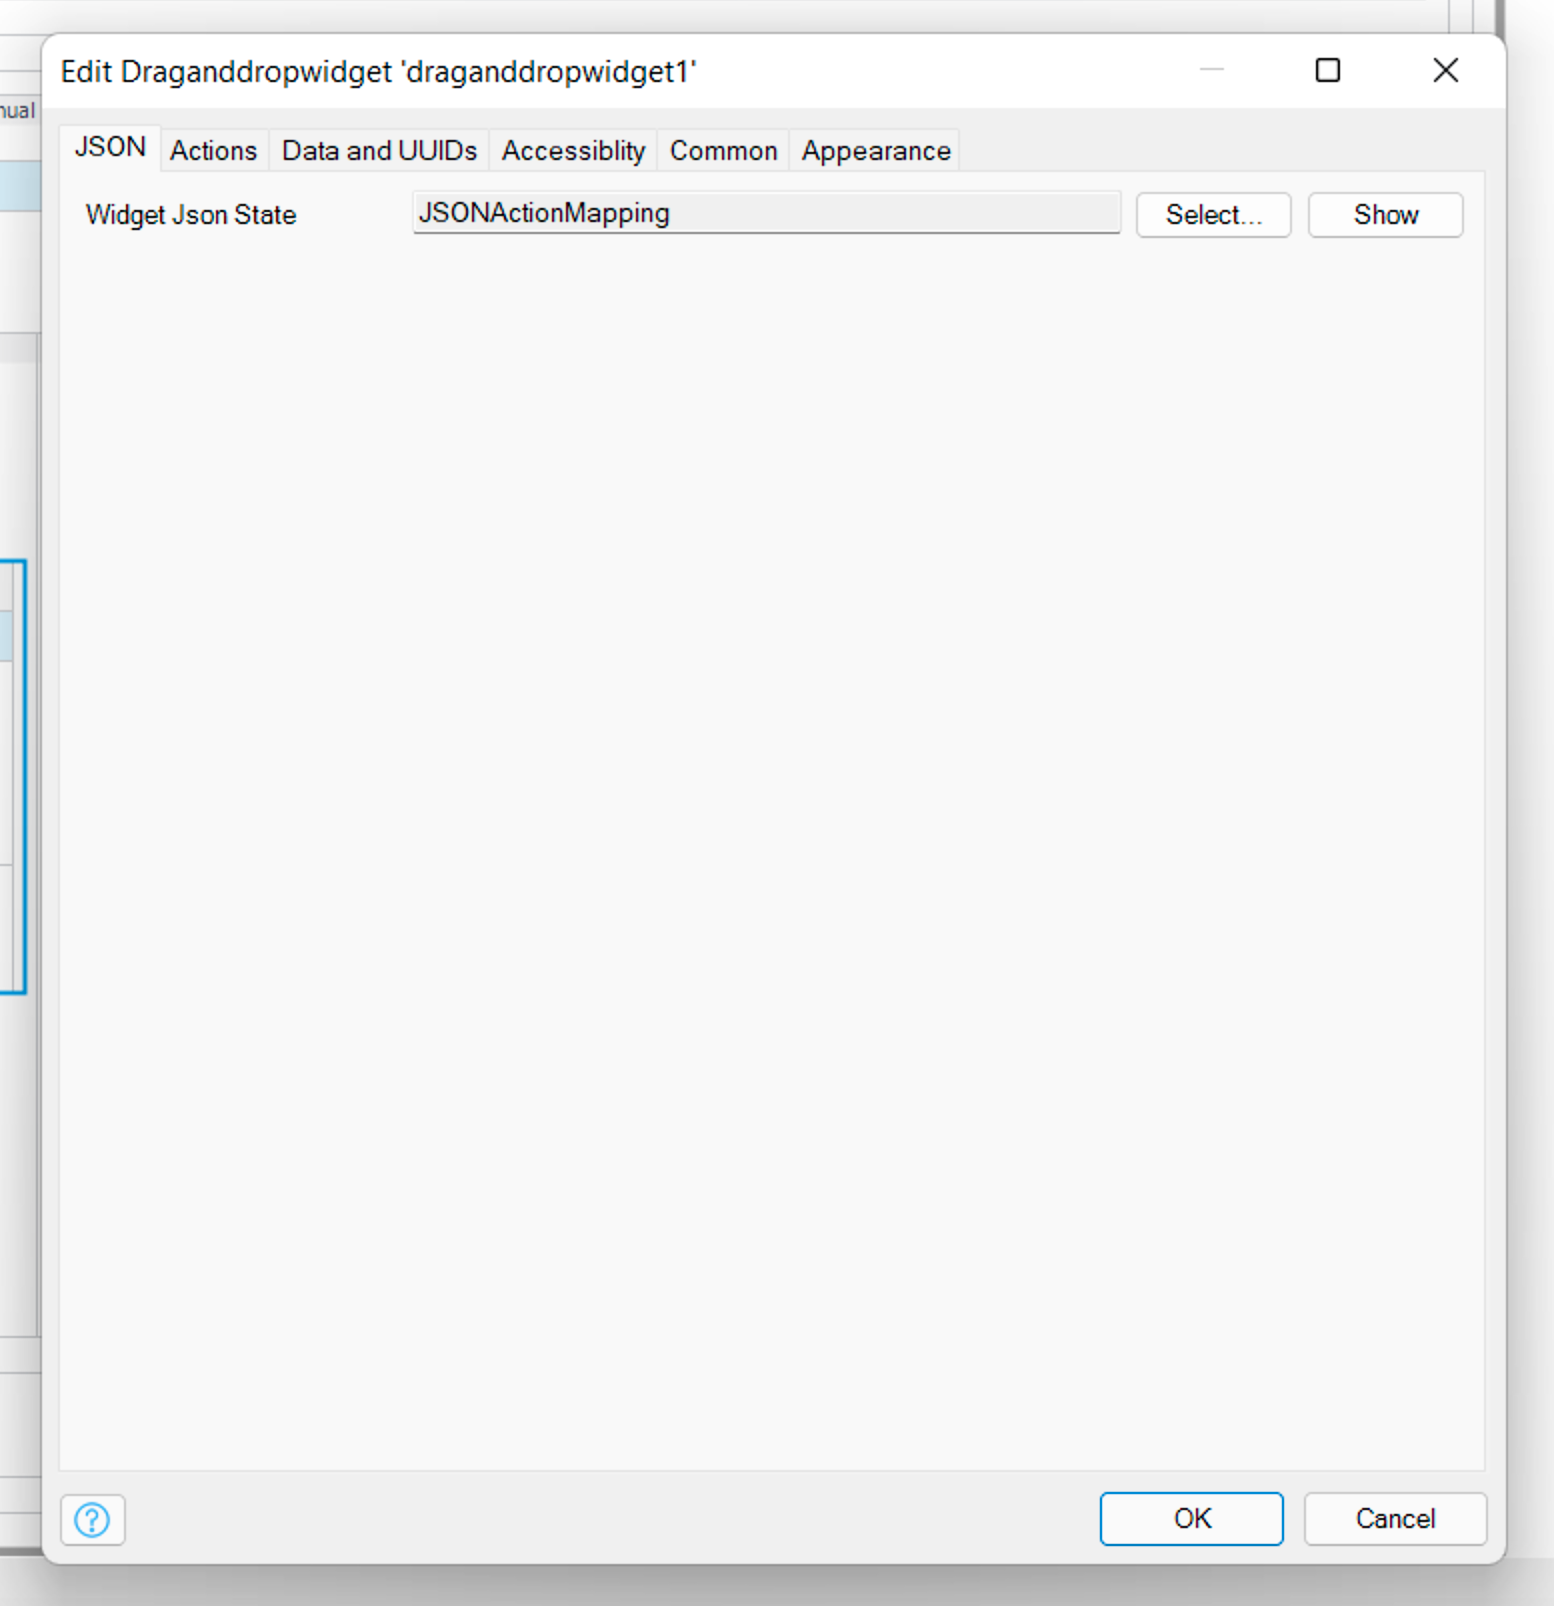 Edit Draganddropwidget 'draganddropwidget1'
JSON Actions Data and UUIDs Accessiblity Common Appearance
Widget Json State JSONActionMapping Select... Show
? OK Cancel